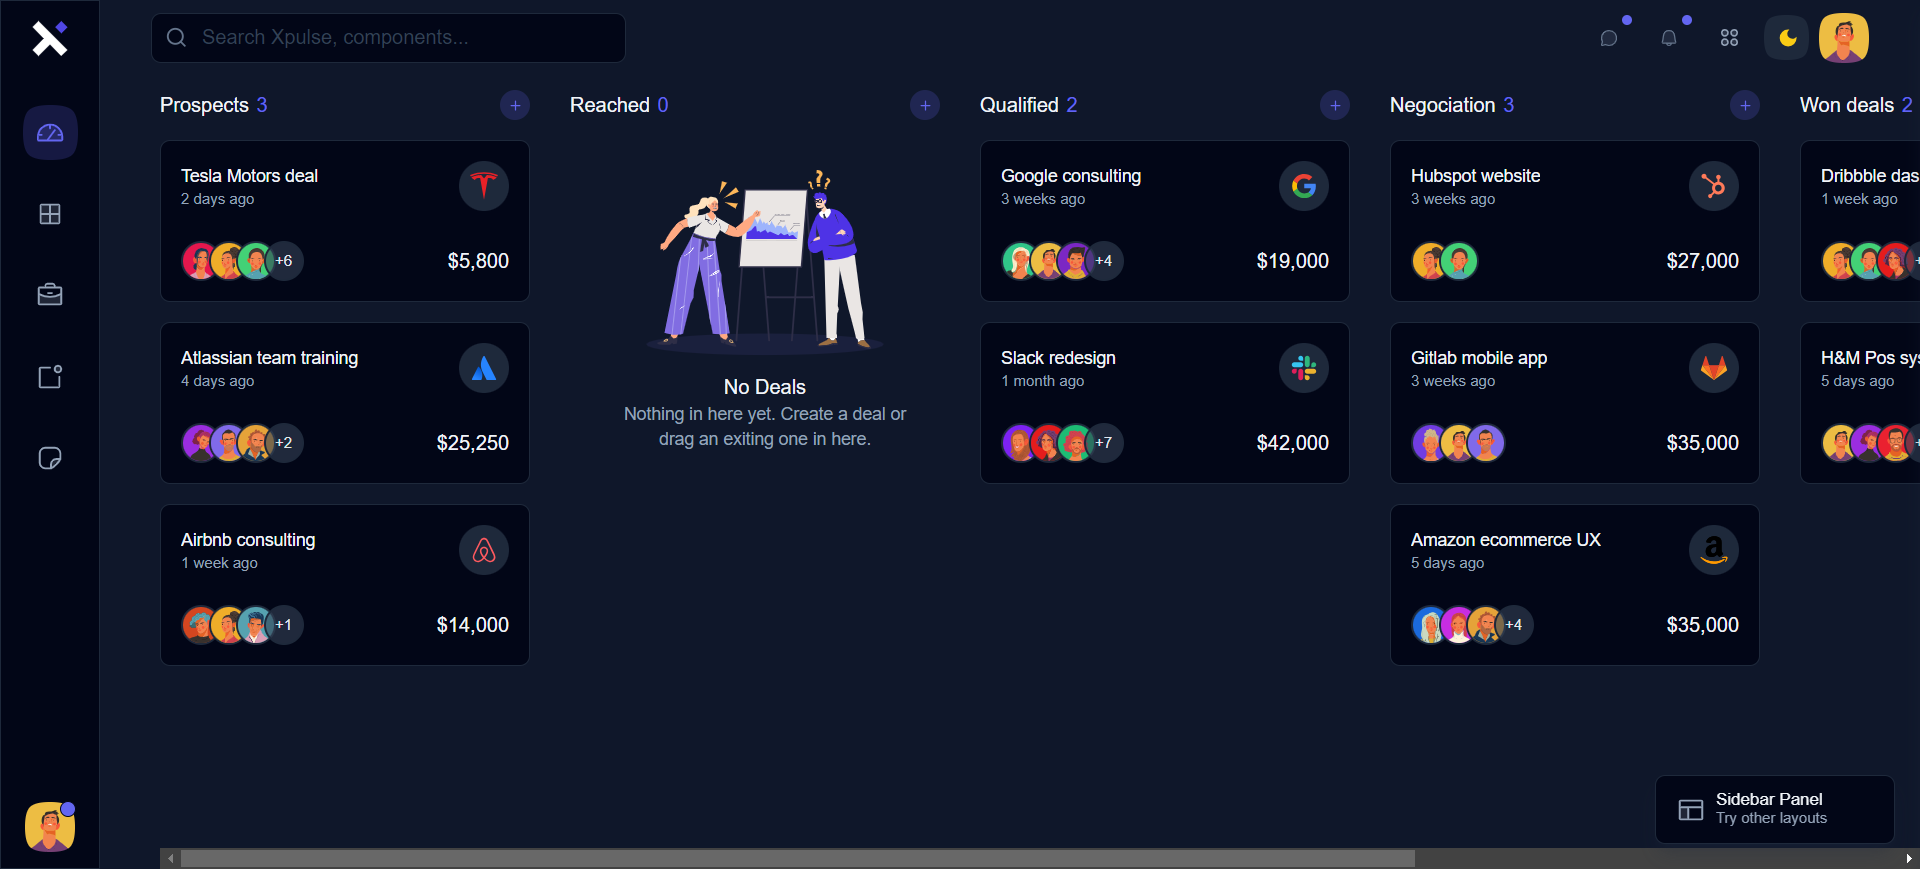 Search Xpulse, components...
Prospects 3
Tesla Motors deal
2 days ago
+6
$5,800
Atlassian team training
4 days ago
+2
$25,250
Airbnb consulting
1 week ago
+1
$14,000
Reached 0
No Deals
Nothing in here yet. Create a deal or
drag an exiting one in here.
Qualified 2
Google consulting
3 weeks ago
+4
$19,000
Slack redesign
1 month ago
+7
$42,000
Negociation 3
Hubspot website
3 weeks ago
$27,000
Gitlab mobile app
3 weeks ago
$35,000
Amazon ecommerce UX
5 days ago
+4
$35,000
Won deals 2
Dribbble das
1 week ago
H&M Pos sys
5 days ago
Sidebar Panel
Try other layouts